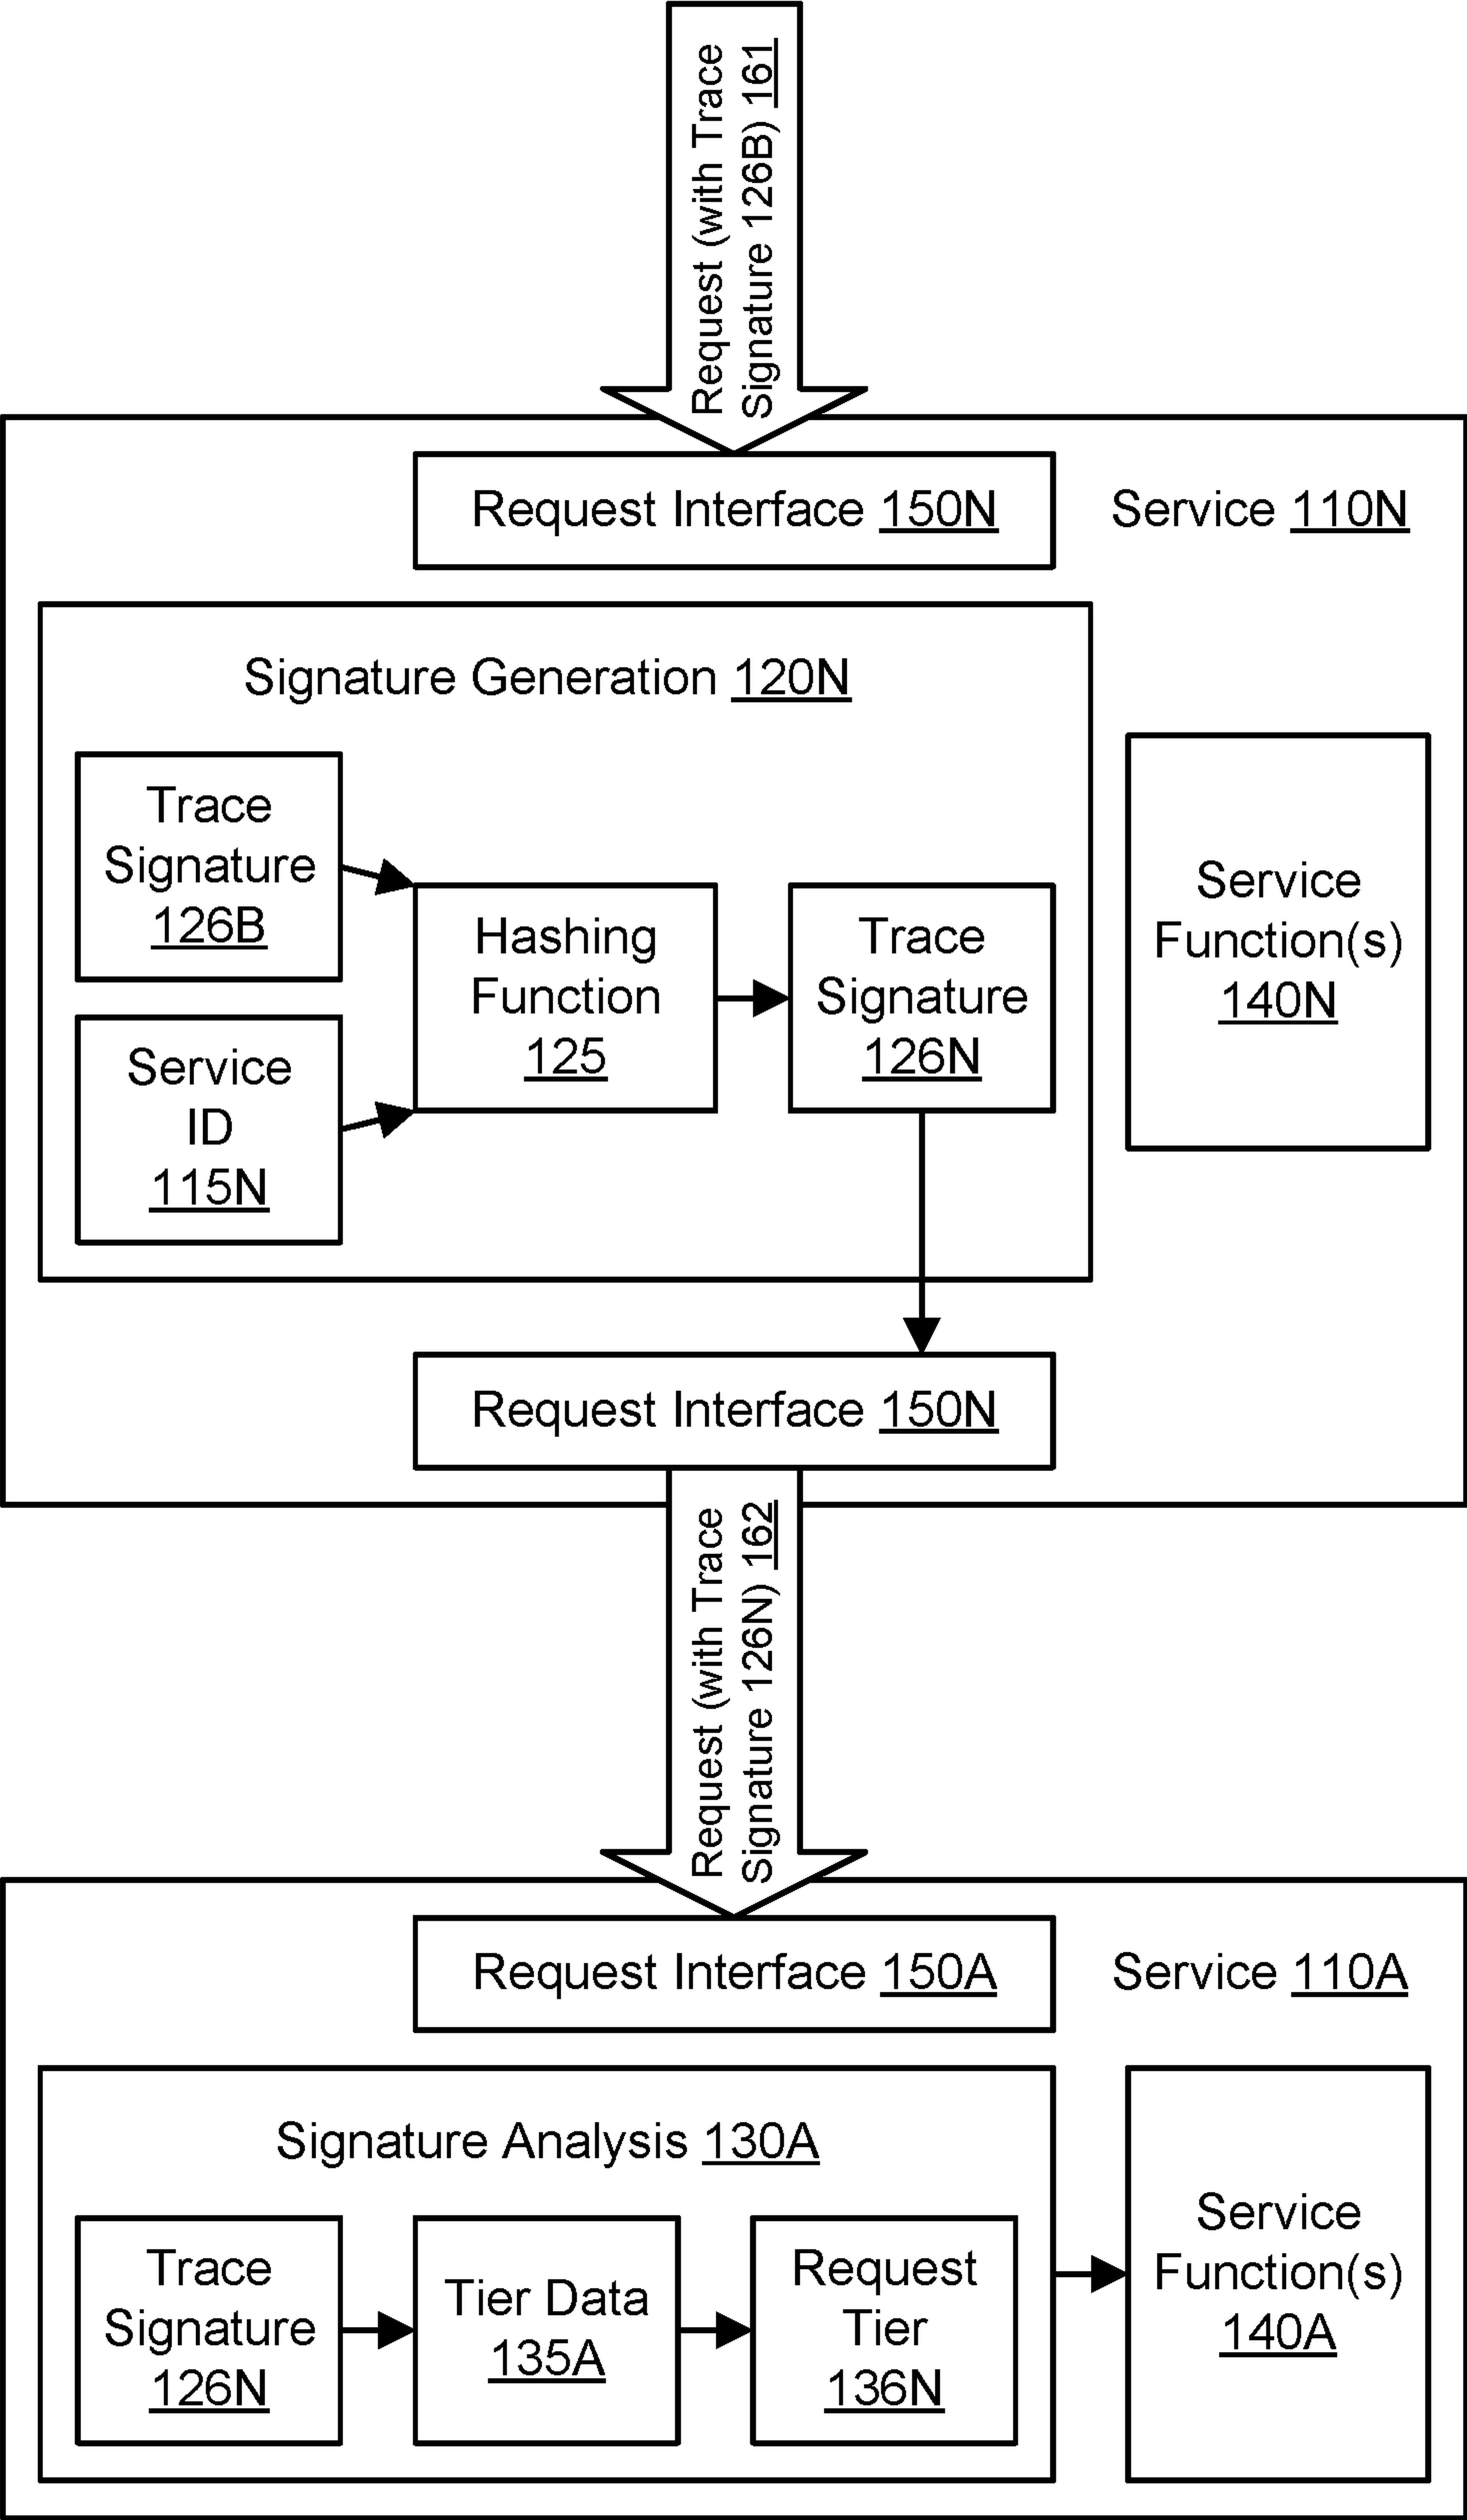 Request (with Trace
Signature 126B) 161
Request Interface 150N
Service 110N
Signature Generation 120N
Trace
Signature
126B
Service
ID
115N
Hashing
Function
125
Trace
Signature
126N
Service
Function(s)
140N
Request Interface 150N
Request (with Trace
Signature 126N) 162
Request Interface 150A
Service 110A
Signature Analysis 130A
Trace
Signature
126N
Tier Data
135A
Request
Tier
136N
Service
Function(s)
140A